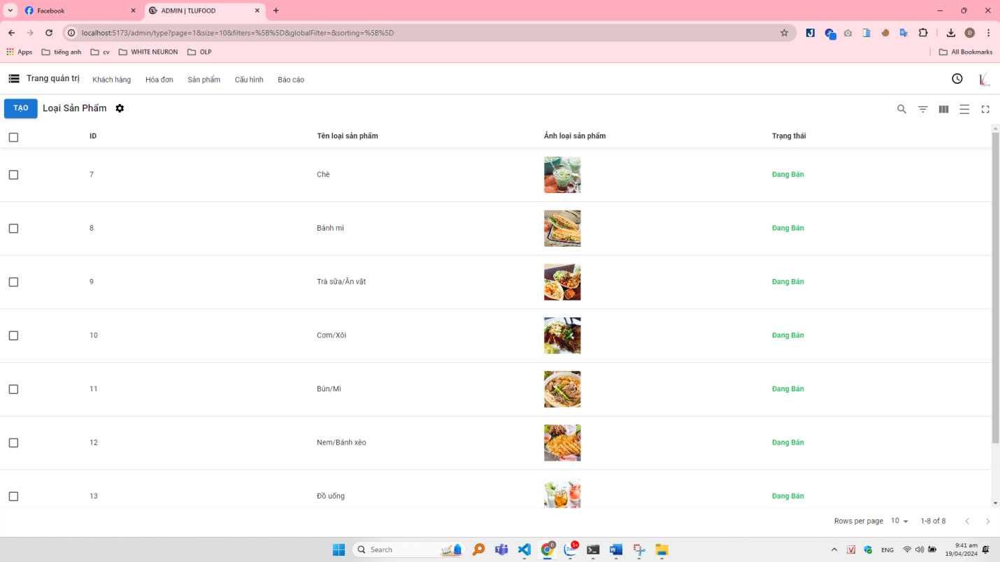 Facebook
ADMIN | TLUFOOD
localhost:5173/admin/type?page=1&size=10&filters=%5B%5D&globalFilter=&sorting=%5B%5D
Apps tiếng anh cv WHITE NEURON OLP All Bookmarks
Trang quản trị Khách hàng Hóa đơn Sản phẩm Cấu hình Báo cáo
TẠO Loại Sản Phẩm
ID Tên loại sản phẩm Ảnh loại sản phẩm Trạng thái
7 Chè Đang Bán
8 Bánh mì Đang Bán
9 Trà sữa/Ăn vặt Đang Bán
10 Cơm/Xôi Đang Bán
11 Bún/Mì Đang Bán
12 Nem/Bánh xèo Đang Bán
13 Đồ uống Đang Bán
Rows per page 10 1-8 of 8
Search Zalo 5+ ENG 9:41 am
19/04/2024